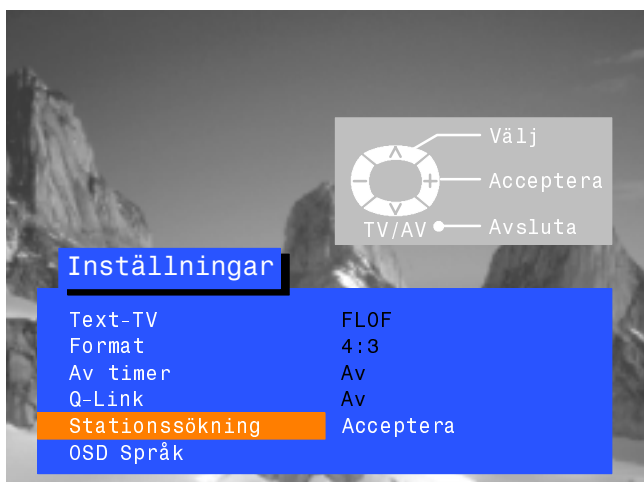 Välj
Acceptera
TV/AV Avsluta
Inställningar
Text-TV FLOF
Format 4:3
Av timer Av
Q-Link Av
Stationssökning Acceptera
OSD Språk